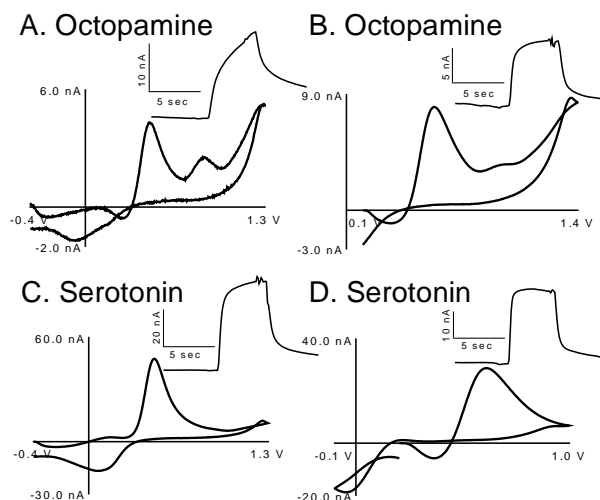 A. Octopamine
10 nA
5 sec
6.0 nA
-0.4 V
1.3 V
-2.0 nA
B. Octopamine
5 nA
5 sec
9.0 nA
0.1 V
1.4 V
-3.0 nA
C. Serotonin
20 nA
5 sec
60.0 nA
-0.4 V
1.3 V
-30.0 nA
D. Serotonin
10 nA
5 sec
40.0 nA
-0.1 V
1.0 V
-20.0 nA